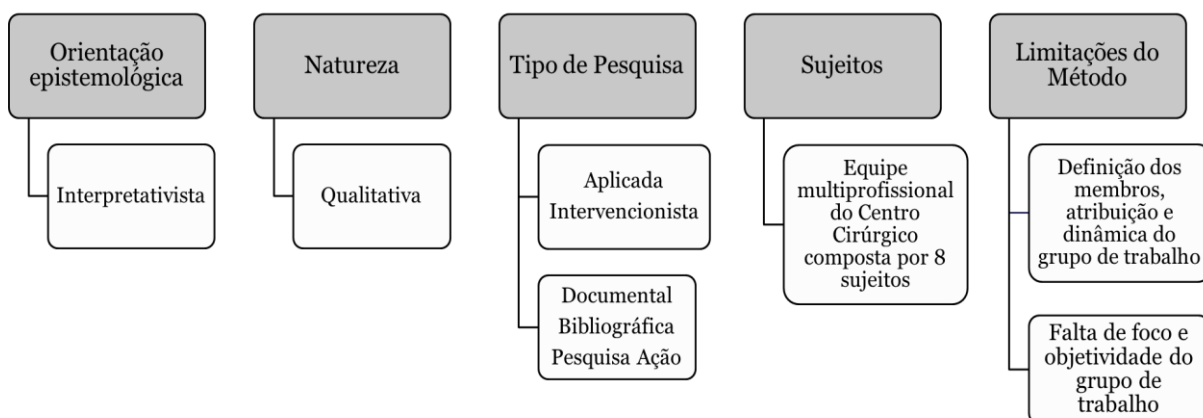 Orientação
epistemológica
Interpretativista
Natureza
Qualitativa
Tipo de Pesquisa
Aplicada
Intervencionista
Documental
Bibliográfica
Pesquisa Ação
Sujeitos
Equipe
multiprofissional
do Centro
Cirúrgico
composta por 8
sujeitos
Limitações do
Método
Definição dos
membros,
atribuição e
dinâmica do
grupo de trabalho
Falta de foco e
objetividade do
grupo de
trabalho